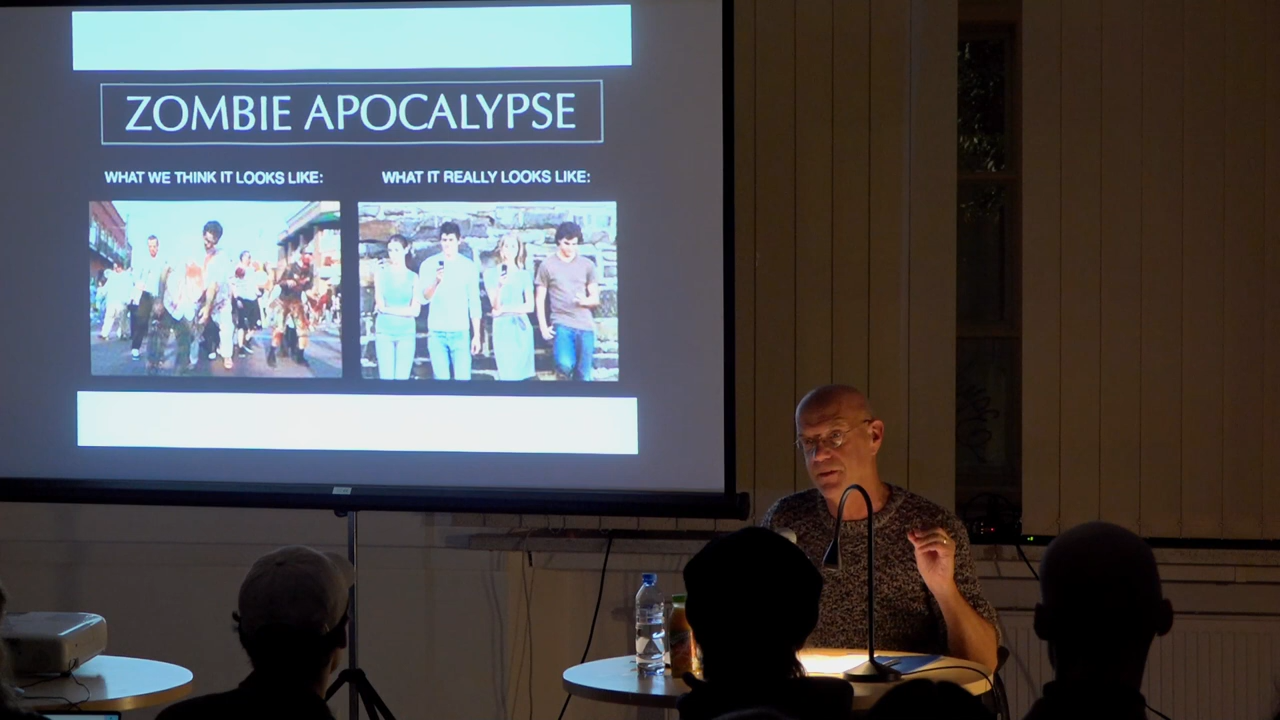 ZOMBIE APOCALYPSE
WHAT WE THINK IT LOOKS LIKE:
WHAT IT REALLY LOOKS LIKE: